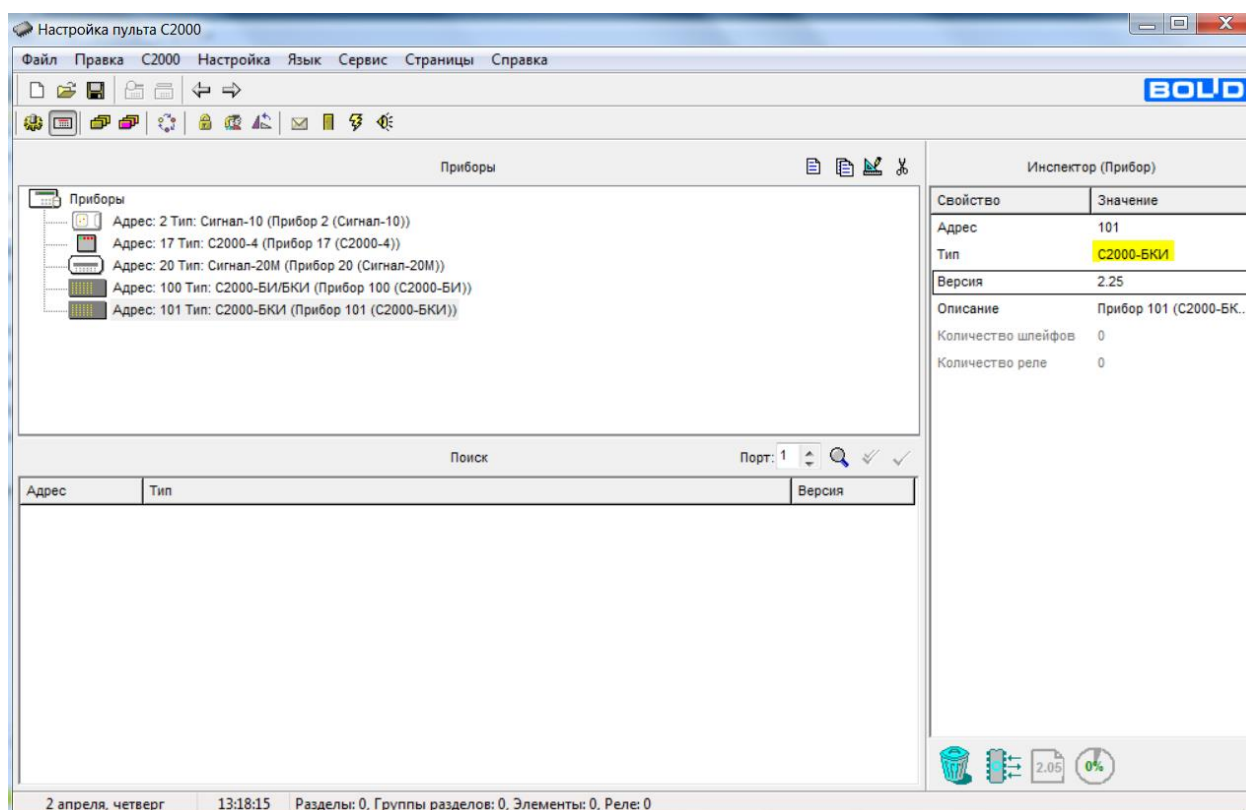 Настройка пульта С2000
Файл Правка С2000 Настройка Язык Сервис Страницы Справка
BOLID
Приборы
Приборы
Адрес: 2 Тип: Сигнал-10 (Прибор 2 (Сигнал-10))
Адрес: 17 Тип: С2000-4 (Прибор 17 (С2000-4))
Адрес: 20 Тип: Сигнал-20М (Прибор 20 (Сигнал-20М))
Адрес: 100 Тип: С2000-БИ/БКИ (Прибор 100 (С2000-БИ))
Адрес: 101 Тип: С2000-БКИ (Прибор 101 (С2000-БКИ))
Поиск Порт: 1
Адрес Тип Версия
Инспектор (Прибор)
Свойство Значение
Адрес 101
Тип С2000-БКИ
Версия 2.25
Описание Прибор 101 (С2000-БК...
Количество шлейфов 0
Количество реле 0
2.05 0%
2 апреля, четверг 13:18:15 Разделы: 0, Группы разделов: 0, Элементы: 0, Реле: 0